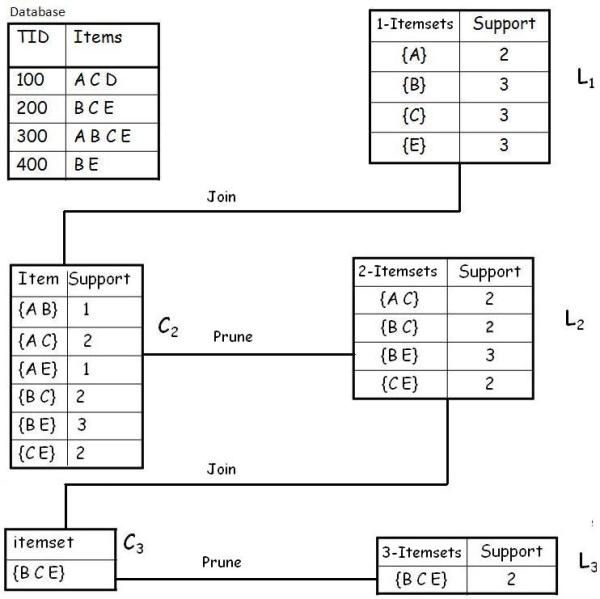 Database
TID Items
100 A C D
200 B C E
300 A B C E
400 B E
1-Itemsets Support
{A} 2
{B} 3
{C} 3
{E} 3
L1
Join
Item Support
{A B} 1
{A C} 2
{A E} 1
{B C} 2
{B E} 3
{C E} 2
C2
Prune
2-Itemsets Support
{A C} 2
{B C} 2
{B E} 3
{C E} 2
L2
Join
itemset
{B C E}
C3
Prune
3-Itemsets Support
{B C E} 2
L3